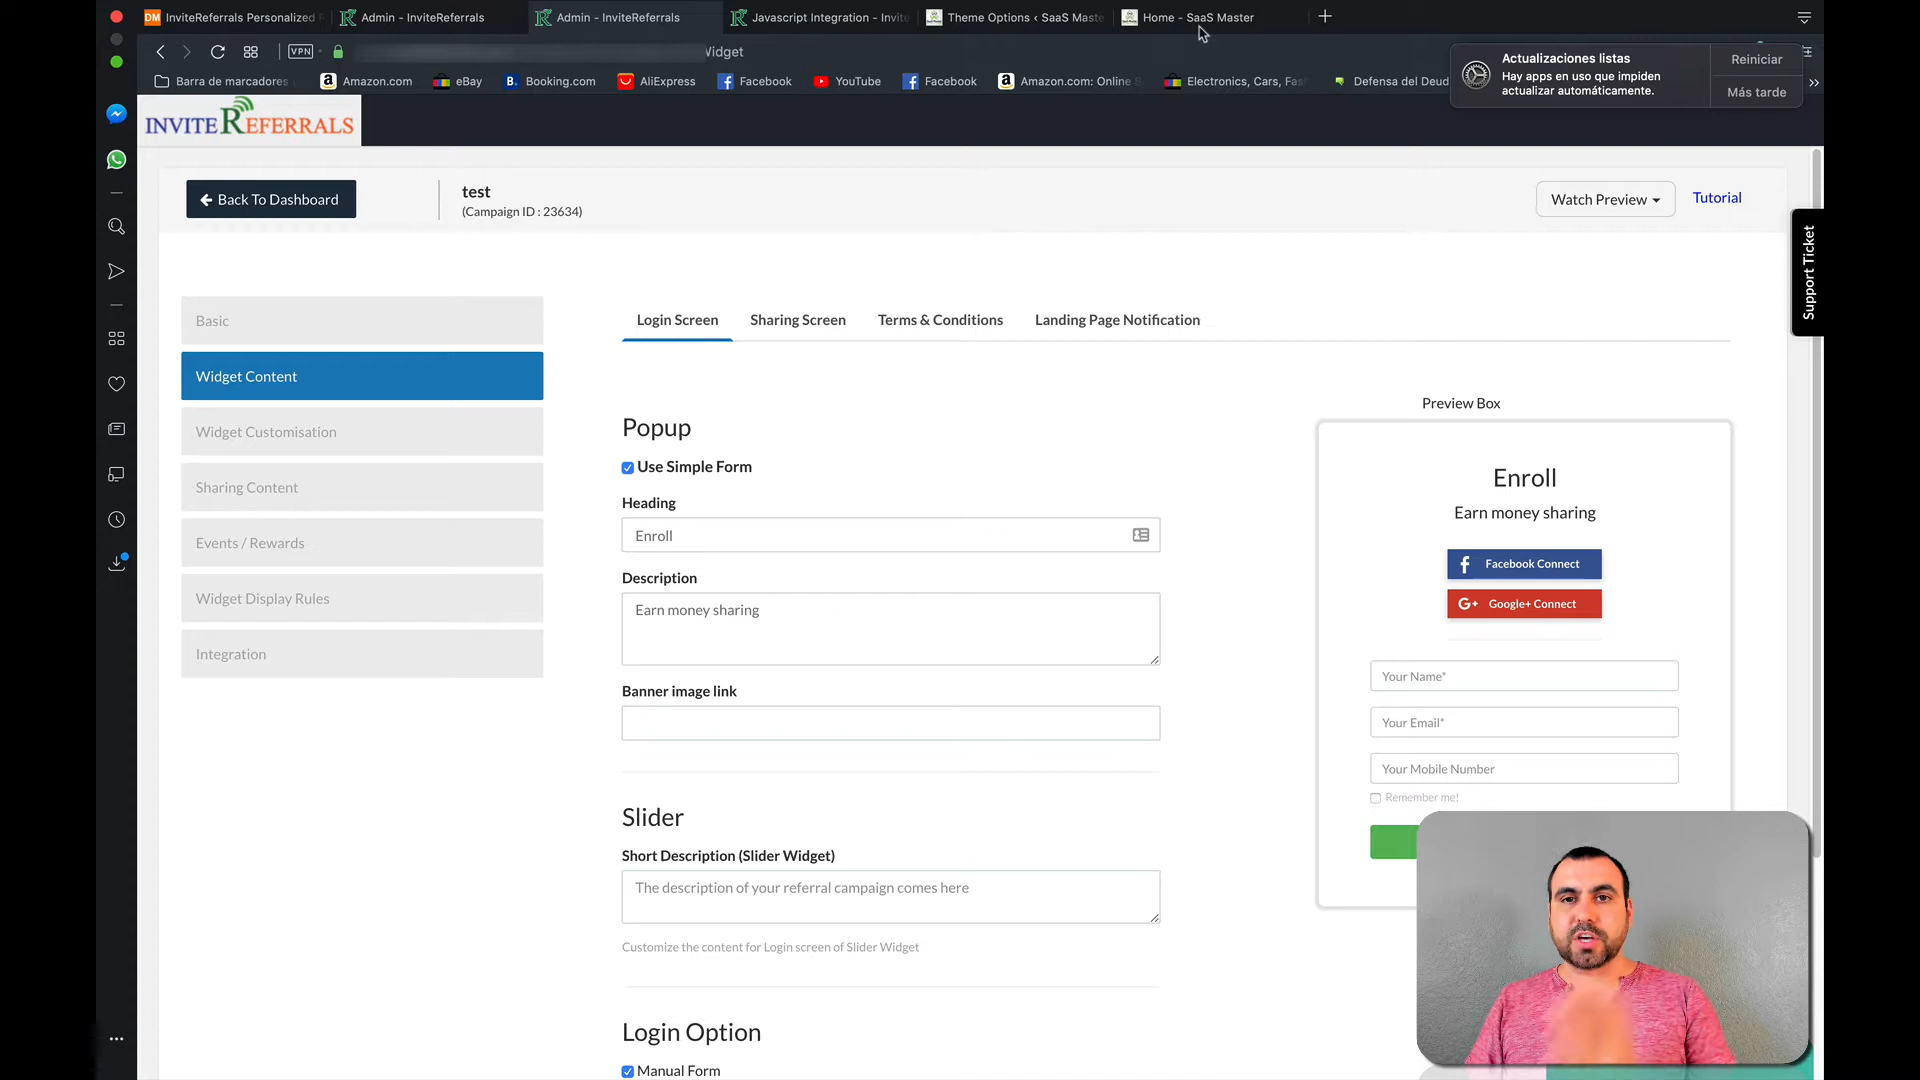 InviteReferrals Personalized
Admin - InviteReferrals
Admin - InviteReferrals
Javascript Integration - Invite
Theme Options ‹ SaaS Maste
Home - SaaS Master
VPN
Widget
Barra de marcadores
Amazon.com
eBay
Booking.com
AliExpress
Facebook
YouTube
Facebook
Amazon.com: Online S
Electronics, Cars, Fas
Defensa del Deud
Actualizaciones listas
Hay apps en uso que impiden
actualizar automáticamente.
Reiniciar
Más tarde
INVITEREFERRALS
Back To Dashboard
test
(Campaign ID : 23634)
Watch Preview
Tutorial
Support Ticket
Basic
Widget Content
Widget Customisation
Sharing Content
Events / Rewards
Widget Display Rules
Integration
Login Screen
Sharing Screen
Terms & Conditions
Landing Page Notification
Popup
Use Simple Form
Heading
Enroll
Description
Earn money sharing
Banner image link
Slider
Short Description (Slider Widget)
The description of your referral campaign comes here
Customize the content for Login screen of Slider Widget
Login Option
Manual Form
Preview Box
Enroll
Earn money sharing
Facebook Connect
G+ Google+ Connect
Your Name*
Your Email*
Your Mobile Number
Remember me!